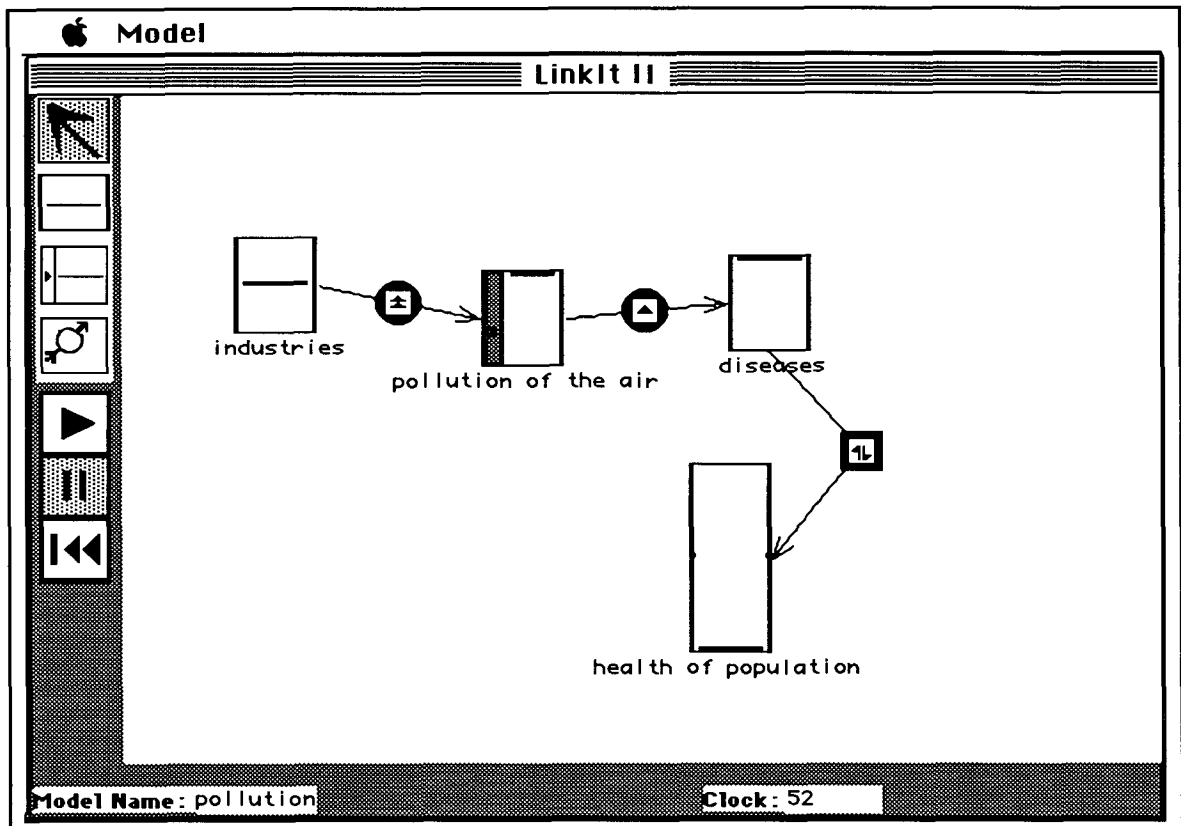 Model
LinkIt II
industries
pollution of the air
diseases
health of population
Model Name: pollution
Clock: 52